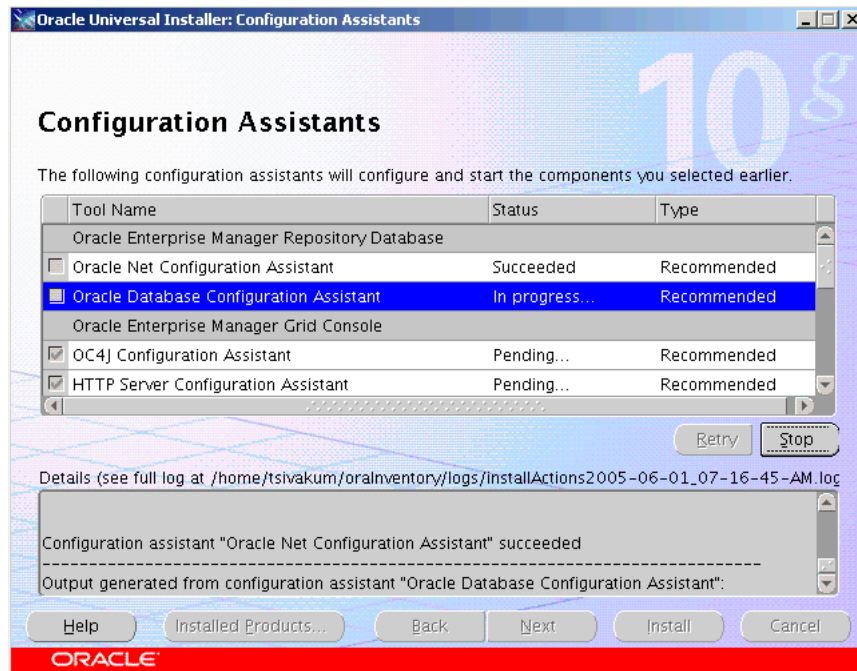 Oracle Universal Installer: Configuration Assistants
10g
Configuration Assistants
The following configuration assistants will configure and start the components you selected earlier.
Tool Name Status Type
Oracle Enterprise Manager Repository Database
Oracle Net Configuration Assistant Succeeded Recommended
Oracle Database Configuration Assistant In progress... Recommended
Oracle Enterprise Manager Grid Console
OC4J Configuration Assistant Pending... Recommended
HTTP Server Configuration Assistant Pending... Recommended
Retry Stop
Details (see full log at /home/tsivakum/oraInventory/logs/installActions2005-06-01_07-16-45-AM.log
Configuration assistant "Oracle Net Configuration Assistant" succeeded
-----------------------------------------------------------------------------
Output generated from configuration assistant "Oracle Database Configuration Assistant":
Help Installed Products... Back Next Install Cancel
ORACLE